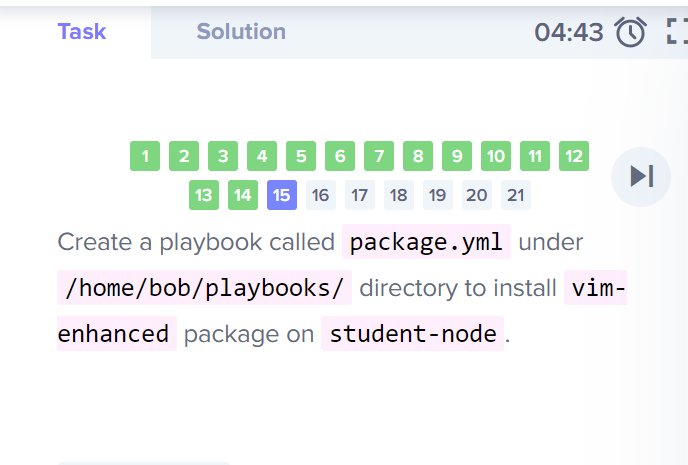 Task Solution 04:43
1 2 3 4 5 6 7 8 9 10 11 12
13 14 15 16 17 18 19 20 21
Create a playbook called package.yml under
/home/bob/playbooks/ directory to install vim-
enhanced package on student-node.